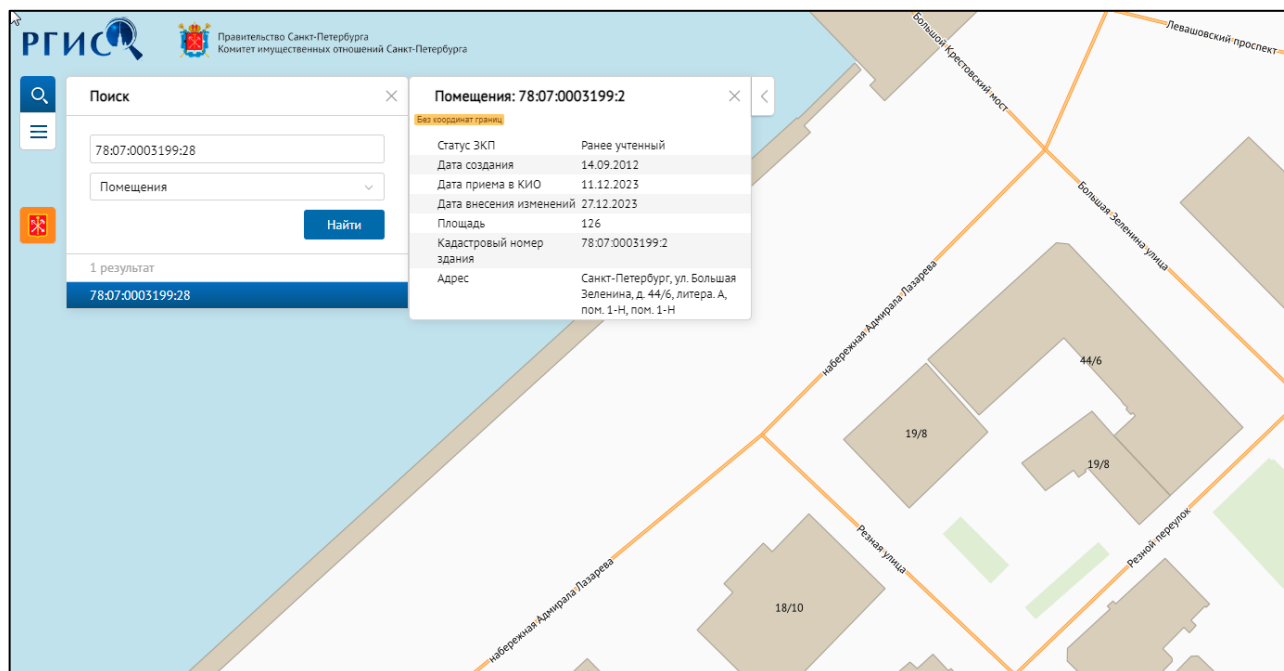 РГИС
Правительство Санкт-Петербурга
Комитет имущественных отношений Санкт-Петербурга
Поиск
78:07:0003199:28
Помещения
Найти
1 результат
78:07:0003199:28
Помещения: 78:07:0003199:2
Без координат границ
Статус ЗКП Ранее учтенный
Дата создания 14.09.2012
Дата приема в КИО 11.12.2023
Дата внесения изменений 27.12.2023
Площадь 126
Кадастровый номер 78:07:0003199:2
здания
Адрес Санкт-Петербург, ул. Большая
Зеленина, д. 44/6, литера. А,
пом. 1-Н, пом. 1-Н
Большой Крестовский мост
Левашовский проспект
Большая Зеленина улица
набережная Адмирала Лазарева
44/6
19/8
19/8
Резной переулок
Резная улица
набережная Адмирала Лазарева
18/10